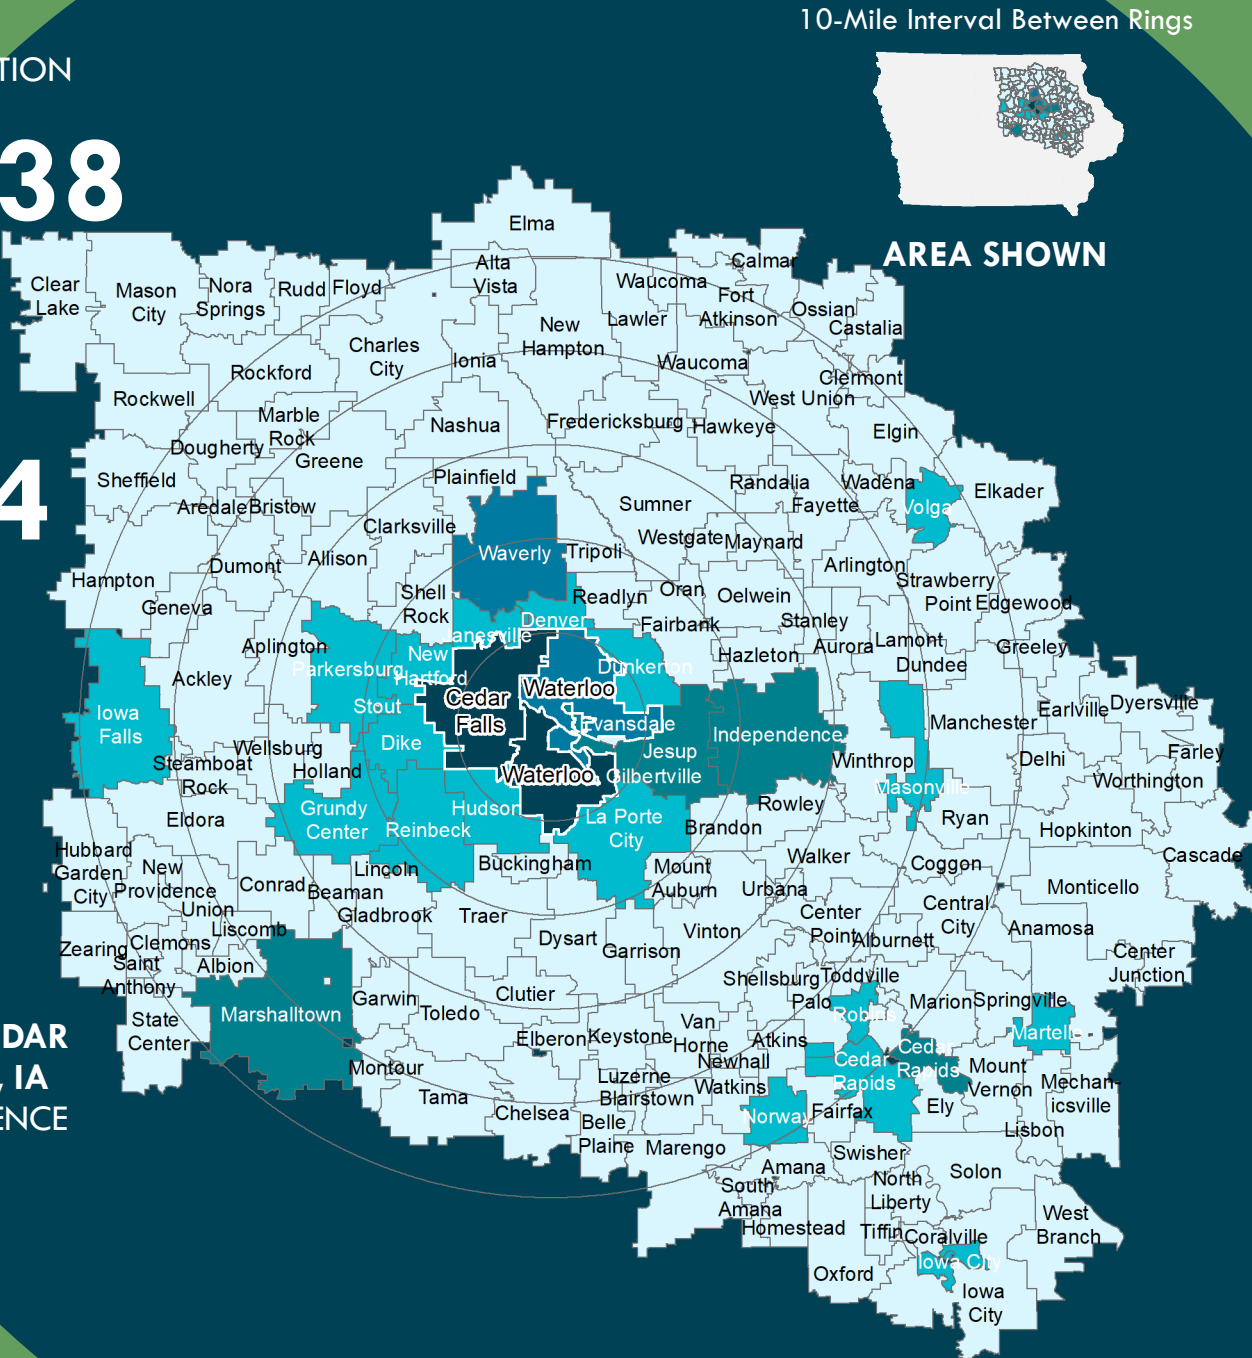 10-Mile Interval Between Rings
TION
38
AREA SHOWN
4
DAR
, IA
ENCE
Elma
Clear
Lake
Mason
City
Nora
Springs
Rudd
Floyd
Alta
Vista
Waucoma
Calmar
Fort
Atkinson
Ossian
Castalia
Lawler
New
Hampton
Charles
City
Ionia
Waucoma
Clermont
West Union
Rockford
Rockwell
Marble
Rock
Nashua
Fredericksburg
Hawkeye
Elgin
Dougherty
Greene
Sheffield
Plainfield
Randalia
Wadena
Elkader
Volga
Fayette
Aredale
Bristow
Sumner
Clarksville
Westgate
Maynard
Waverly
Tripoli
Allison
Dumont
Arlington
Hampton
Strawberry
Point
Edgewood
Geneva
Shell
Rock
Readlyn
Oran
Oelwein
Denver
Fairbank
Stanley
anesville
Aplington
Aurora
Lamont
Greeley
New
Hartford
Parkersburg
Dunkerton
Hazleton
Dundee
Ackley
Cedar
Falls
Waterloo
Stout
Iowa
Falls
Evansdale
Independence
Manchester
Earlville
Dyersville
Dike
Jesup
Wellsburg
Holland
Steamboat
Rock
Waterloo
Gilbertville
Winthrop
Delhi
Farley
Worthington
Masonville
Grundy
Center
Hudson
Rowley
Ryan
La Porte
City
Reinbeck
Brandon
Eldora
Hopkinton
Hubbard
Garden
City
New
Providence
Lincoln
Buckingham
Mount
Auburn
Walker
Coggon
Cascade
Conrad
Beaman
Urbana
Monticello
Union
Gladbrook
Traer
Center
Point
Central
City
Liscomb
Vinton
Alburnett
Anamosa
Zearing
Clemons
Dysart
Garrison
Saint
Anthony
Albion
Center
Junction
Shellsburg
Toddville
Clutier
Garwin
Palo
Robins
Marion
Springville
Marshalltown
Toledo
State
Center
Van
Horne
Elberon
Keystone
Atkins
Martelle
Cedar
Rapids
Cedar
Rapids
Newhall
Montour
Mount
Vernon
Luzerne
Watkins
Blairstown
Mechan-
icsville
Tama
Chelsea
Norway
Fairfax
Ely
Belle
Plaine
Lisbon
Marengo
Swisher
Amana
Solon
South
Amana
North
Liberty
Homestead
Tiffin
Coralville
West
Branch
Iowa City
Oxford
Iowa
City